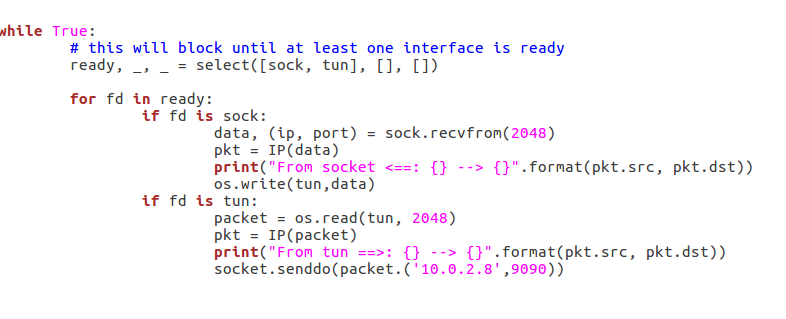 while True:
# this will block until at least one interface is ready
ready, _, _ = select([sock, tun], [], [])
for fd in ready:
if fd is sock:
data, (ip, port) = sock.recvfrom(2048)
pkt = IP(data)
print("From socket <==: {} --> {}".format(pkt.src, pkt.dst))
os.write(tun,data)
if fd is tun:
packet = os.read(tun, 2048)
pkt = IP(packet)
print("From tun ==>: {} --> {}".format(pkt.src, pkt.dst))
socket.senddo(packet.('10.0.2.8',9090))